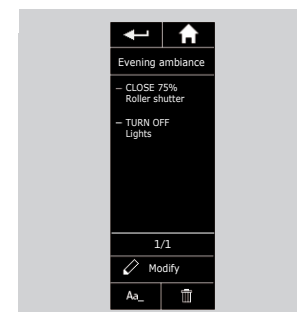 Evening ambiance
– CLOSE 75%
Roller shutter
– TURN OFF
Lights
1/1
Modify
Aa_